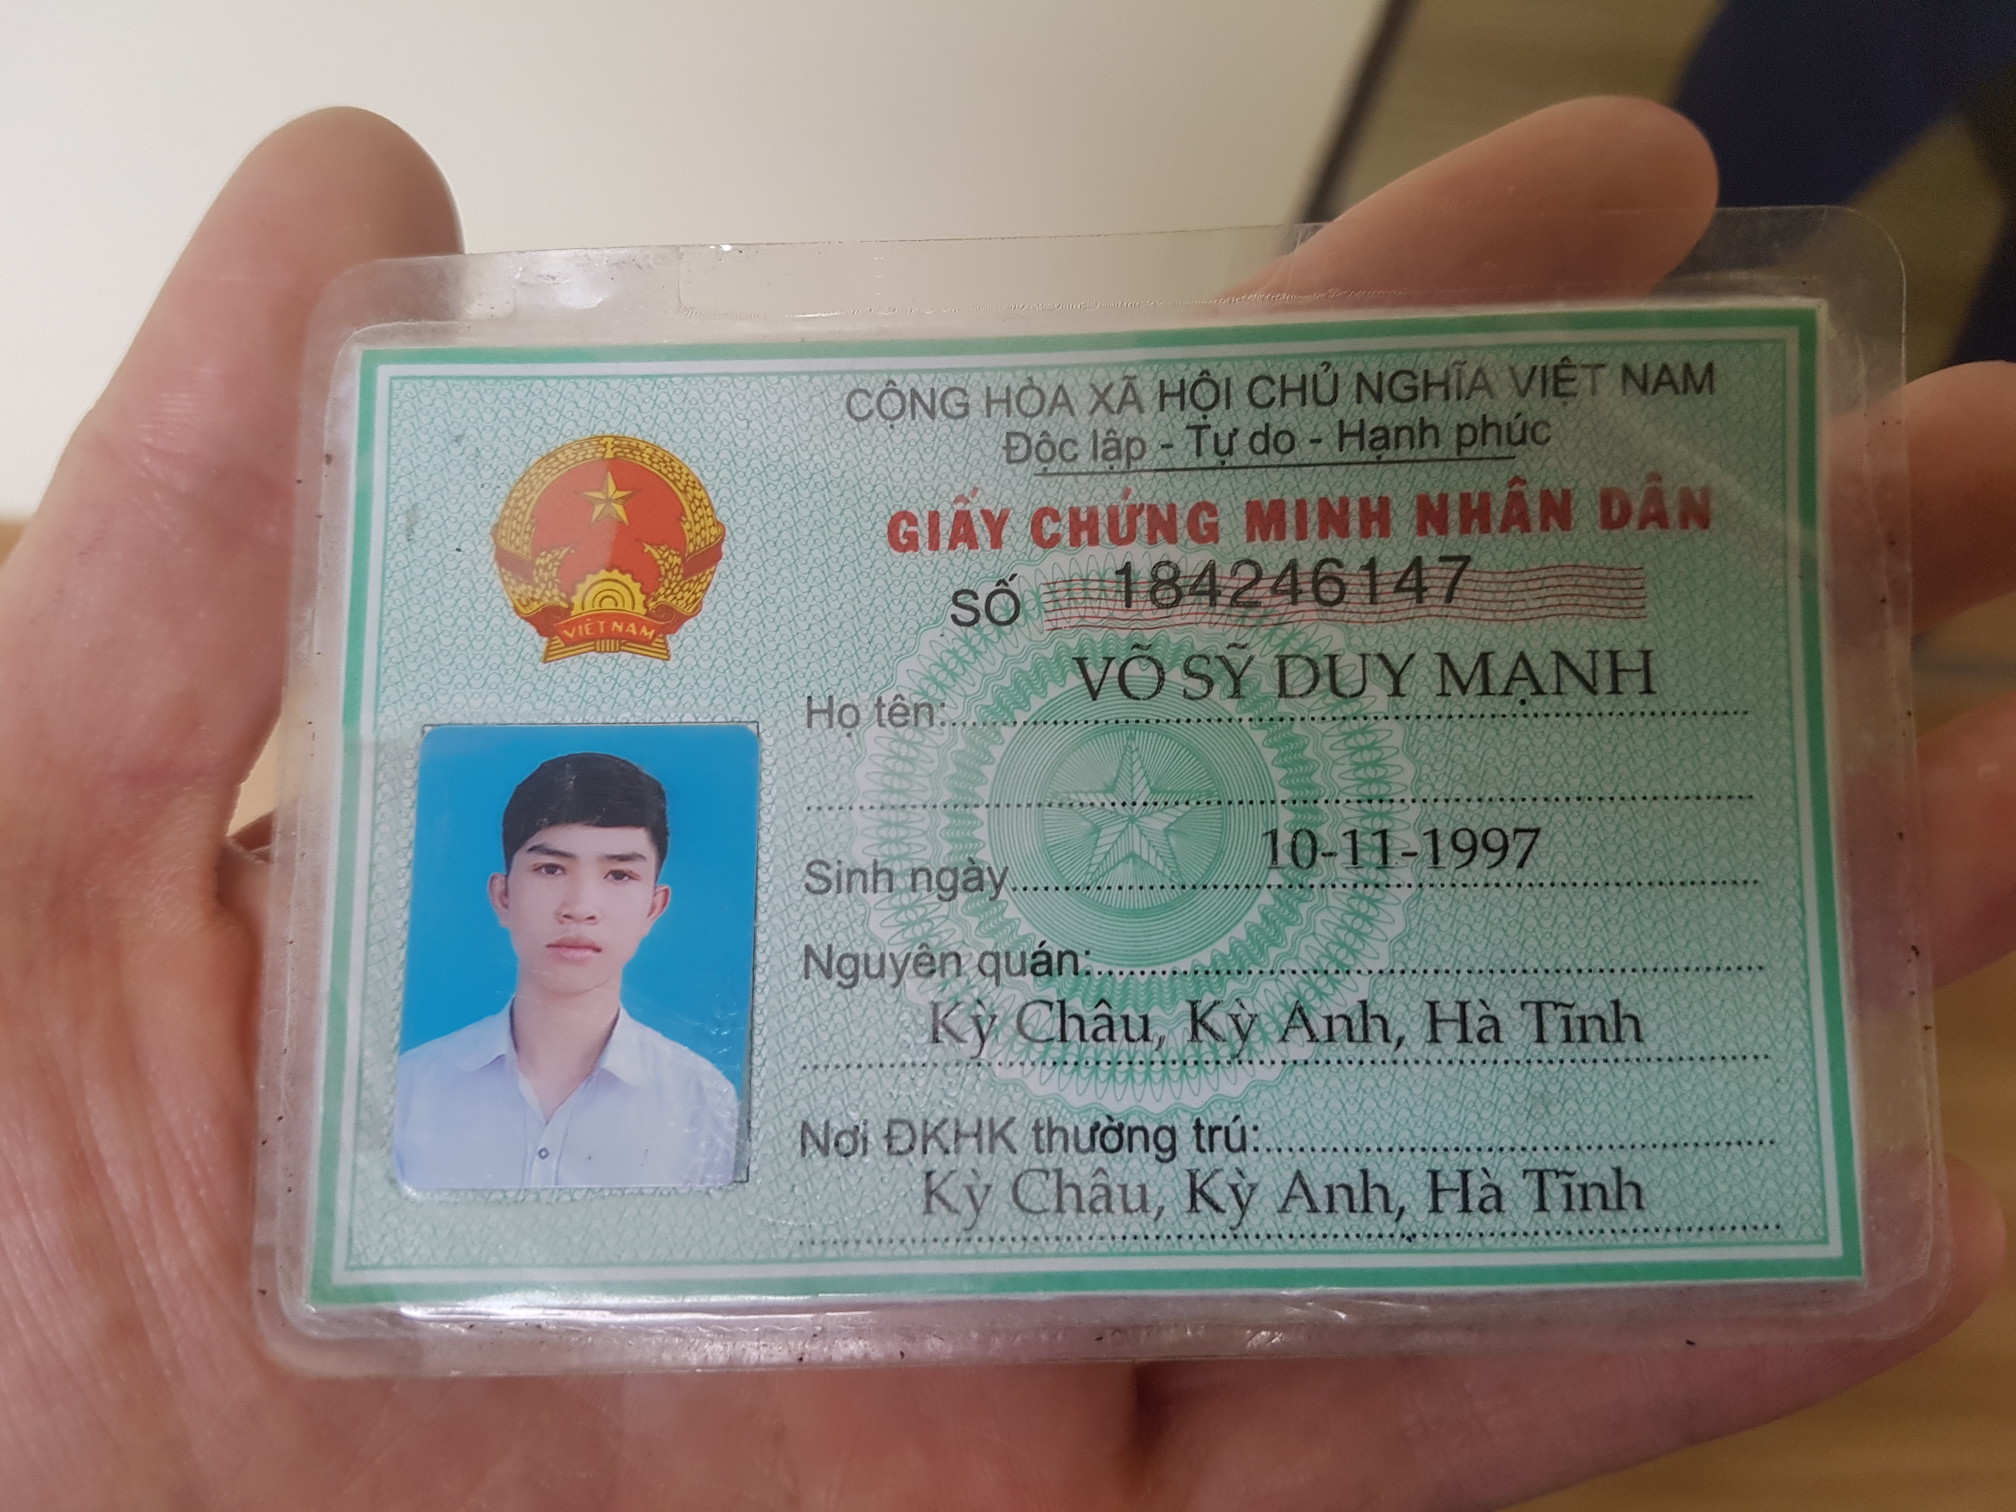 CỘNG HÒA XÃ HỘI CHỦ NGHĨA VIỆT NAM
Độc lập - Tự do - Hạnh phúc
GIẤY CHỨNG MINH NHÂN DÂN
SỐ 184246147
VIỆT NAM
Họ tên: VÕ SỸ DUY MẠNH
Sinh ngày 10-11-1997
Nguyên quán:
Kỳ Châu, Kỳ Anh, Hà Tĩnh
Nơi ĐKHK thường trú:
Kỳ Châu, Kỳ Anh, Hà Tĩnh